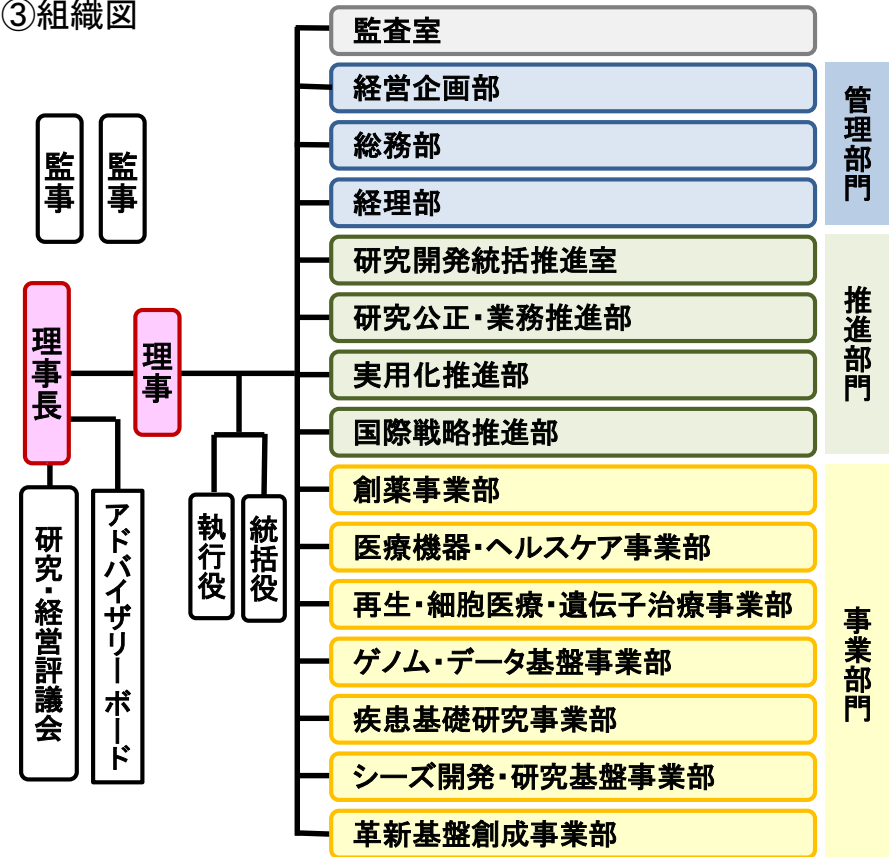 ③組織図
監事
監事
理事長
理事
研究・経営評議会
アドバイザリーボード
執行役
統括役
監査室
経営企画部
総務部
経理部
管理部門
研究開発統括推進室
研究公正・業務推進部
実用化推進部
国際戦略推進部
推進部門
創薬事業部
医療機器・ヘルスケア事業部
再生・細胞医療・遺伝子治療事業部
ゲノム・データ基盤事業部
疾患基礎研究事業部
シーズ開発・研究基盤事業部
革新基盤創成事業部
事業部門